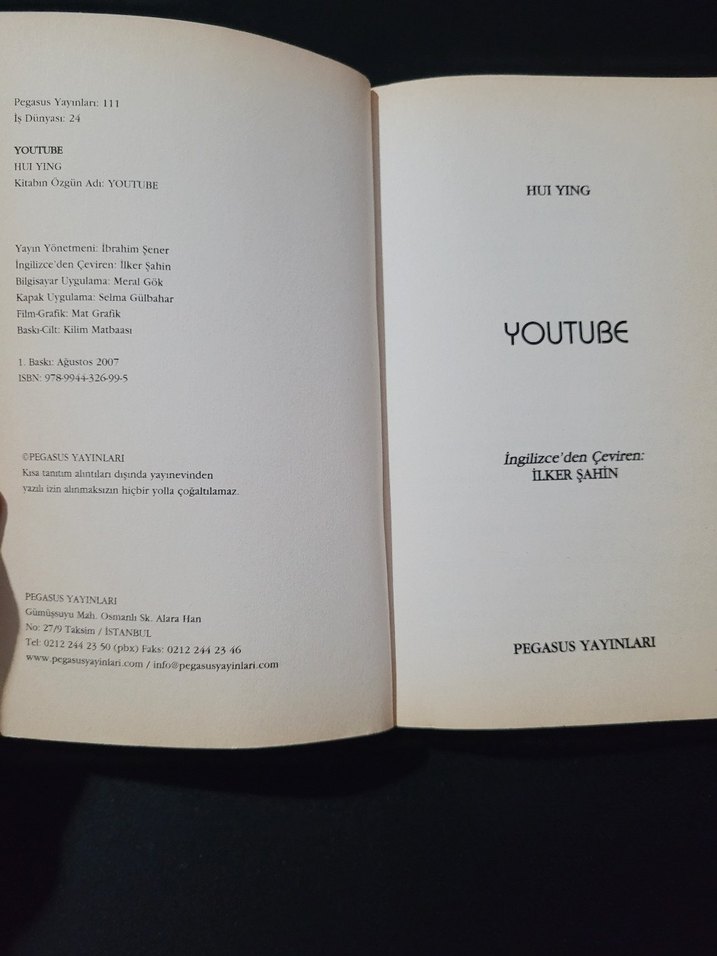 Pegasus Yayınları: 111
İş Dünyası: 24
YOUTUBE
HUI YING
Kitabın Özgün Adı: YOUTUBE
Yayın Yönetmeni: İbrahim Şener
İngilizce'den Çeviren: İlker Şahin
Bilgisayar Uygulama: Meral Gök
Kapak Uygulama: Selma Gülbahar
Film-Grafik: Mat Grafik
Baskı-Cilt: Kilim Matbaası
1. Baskı: Ağustos 2007
ISBN: 978-9944-326-99-5
©PEGASUS YAYINLARI
Kısa tanıtım alıntıları dışında yayınevinden
yazılı izin alınmaksızın hiçbir yolla çoğaltılamaz.
PEGASUS YAYINLARI
Gümüşsuyu Mah. Osmanlı Sk. Alara Han
No: 27/9 Taksim / İSTANBUL
Tel: 0212 244 23 50 (pbx) Faks: 0212 244 23 46
www.pegasusyayinlari.com / info@pegasusyayinlari.com
HUI YING
YOUTUBE
İngilizce'den Çeviren:
İLKER ŞAHİN
PEGASUS YAYINLARI